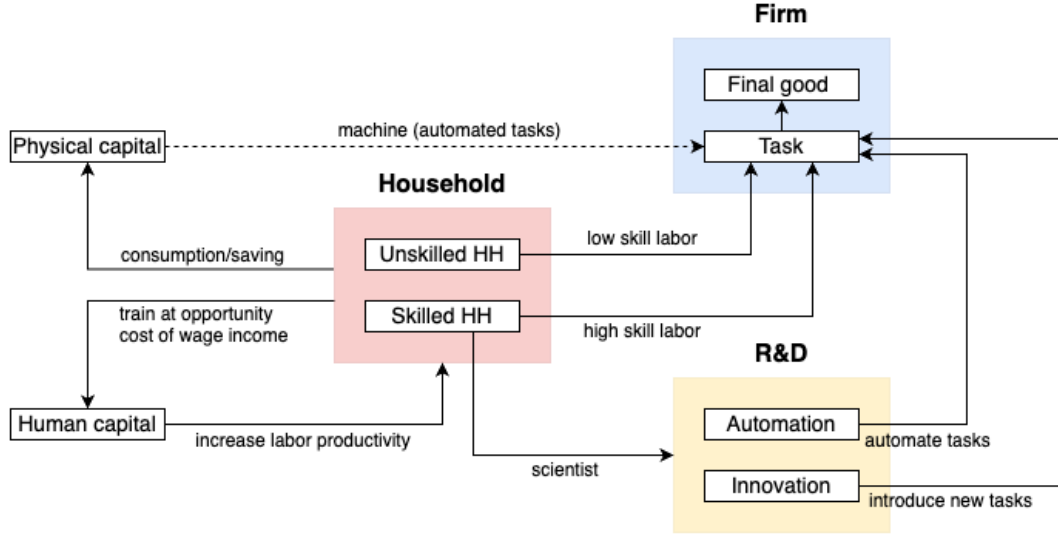 Firm
Final good
machine (automated tasks)
Physical capital
Task
Household
low skill labor
Unskilled HH
consumption/saving
train at opportunity
cost of wage income
Skilled HH
high skill labor
R&D
Human capital
increase labor productivity
Automation
automate tasks
scientist
Innovation
introduce new tasks